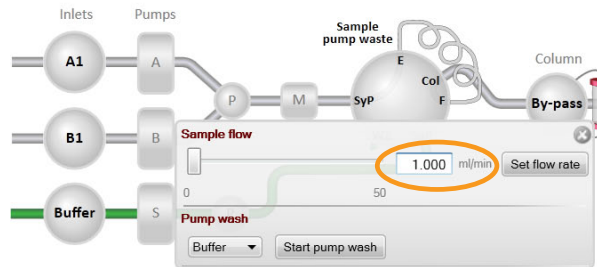 Inlets Pumps
Sample
pump waste
Column
E
A1 A
Col
P M SyP F By-pass
Sample flow
B1 B
1.000 ml/min Set flow rate
0 50
Buffer S
Pump wash
Buffer Start pump wash